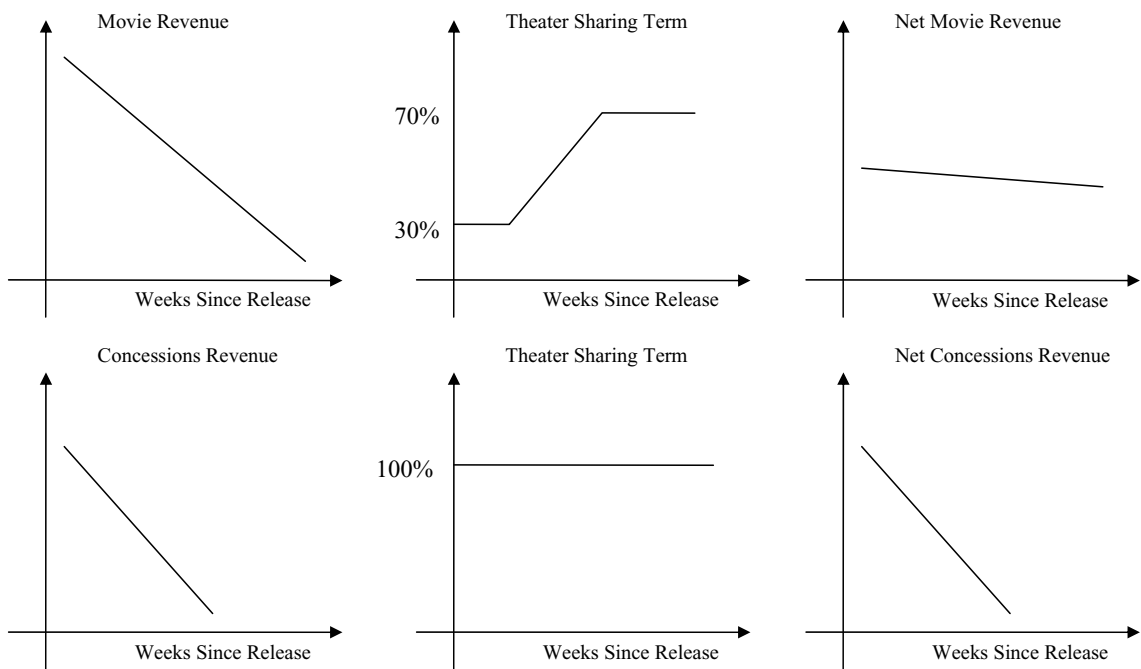 Movie Revenue
Weeks Since Release
Theater Sharing Term
70%
30%
Weeks Since Release
Net Movie Revenue
Weeks Since Release
Concessions Revenue
Weeks Since Release
Theater Sharing Term
100%
Weeks Since Release
Net Concessions Revenue
Weeks Since Release